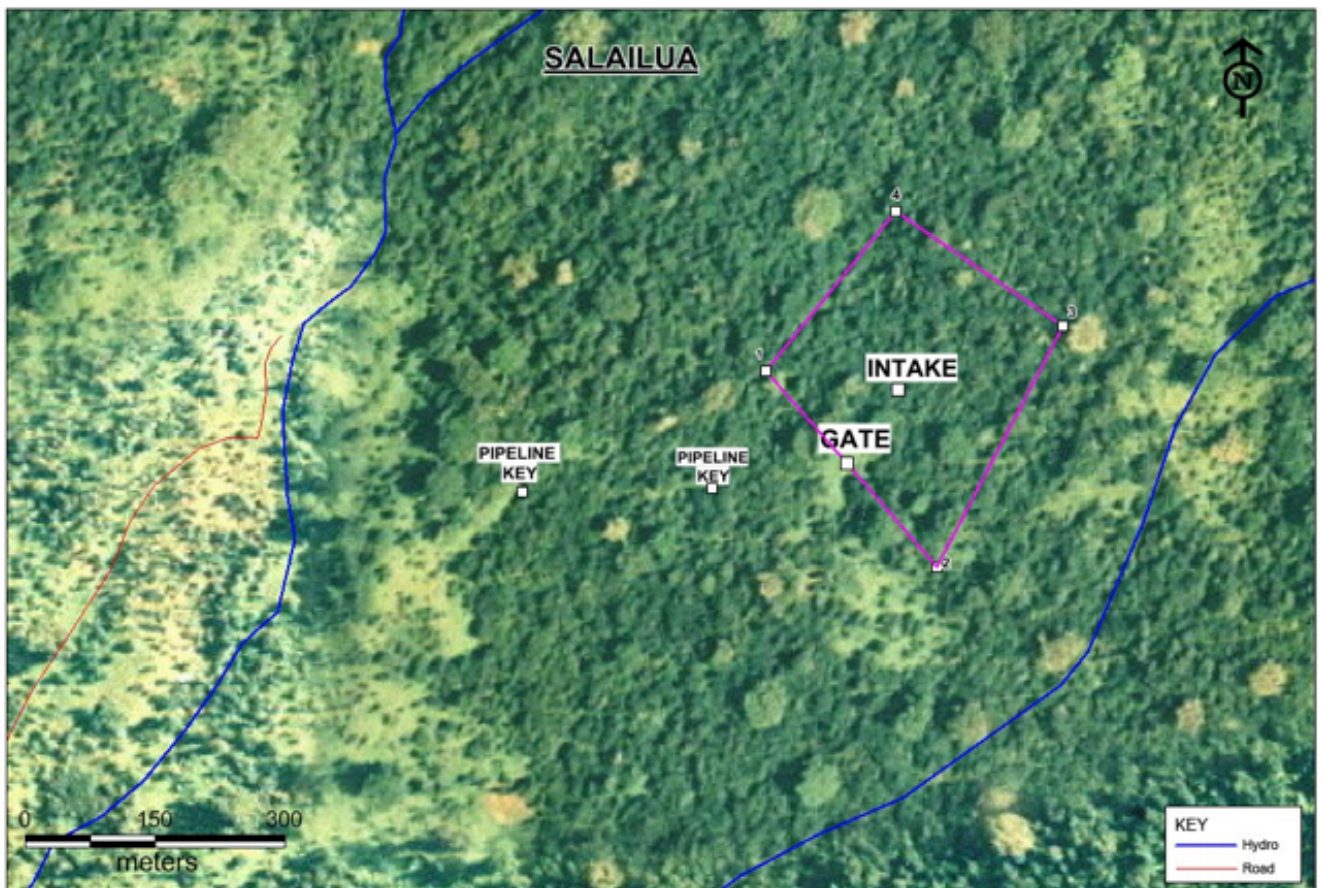 SALAILUA
N
4
3
1
INTAKE
GATE
PIPELINE
KEY
PIPELINE
KEY
2
0 150 300
meters
KEY
Hydro
Road